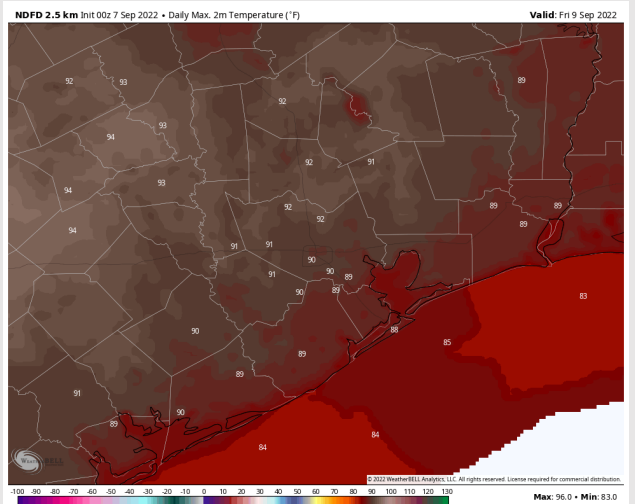 NDFD 2.5 km Init 00z 7 Sep 2022 • Daily Max. 2m Temperature (°F) Valid: Fri 9 Sep 2022
92 93 89
92
93
94
92 91
93
94
92 89 89
92 89
94
91 91
90
91 90 89
90 89
83
90 88
85
89
89
91
90
89
84
84
WeatherBELL
© 2022 WeatherBELL Analytics, LLC. All rights reserved. License required for commercial distribution.
-100 -90 -80 -70 -60 -50 -40 -30 -20 -10 0 10 20 30 40 50 60 70 80 90 100 110 120 130
Max: 96.0 • Min: 83.0